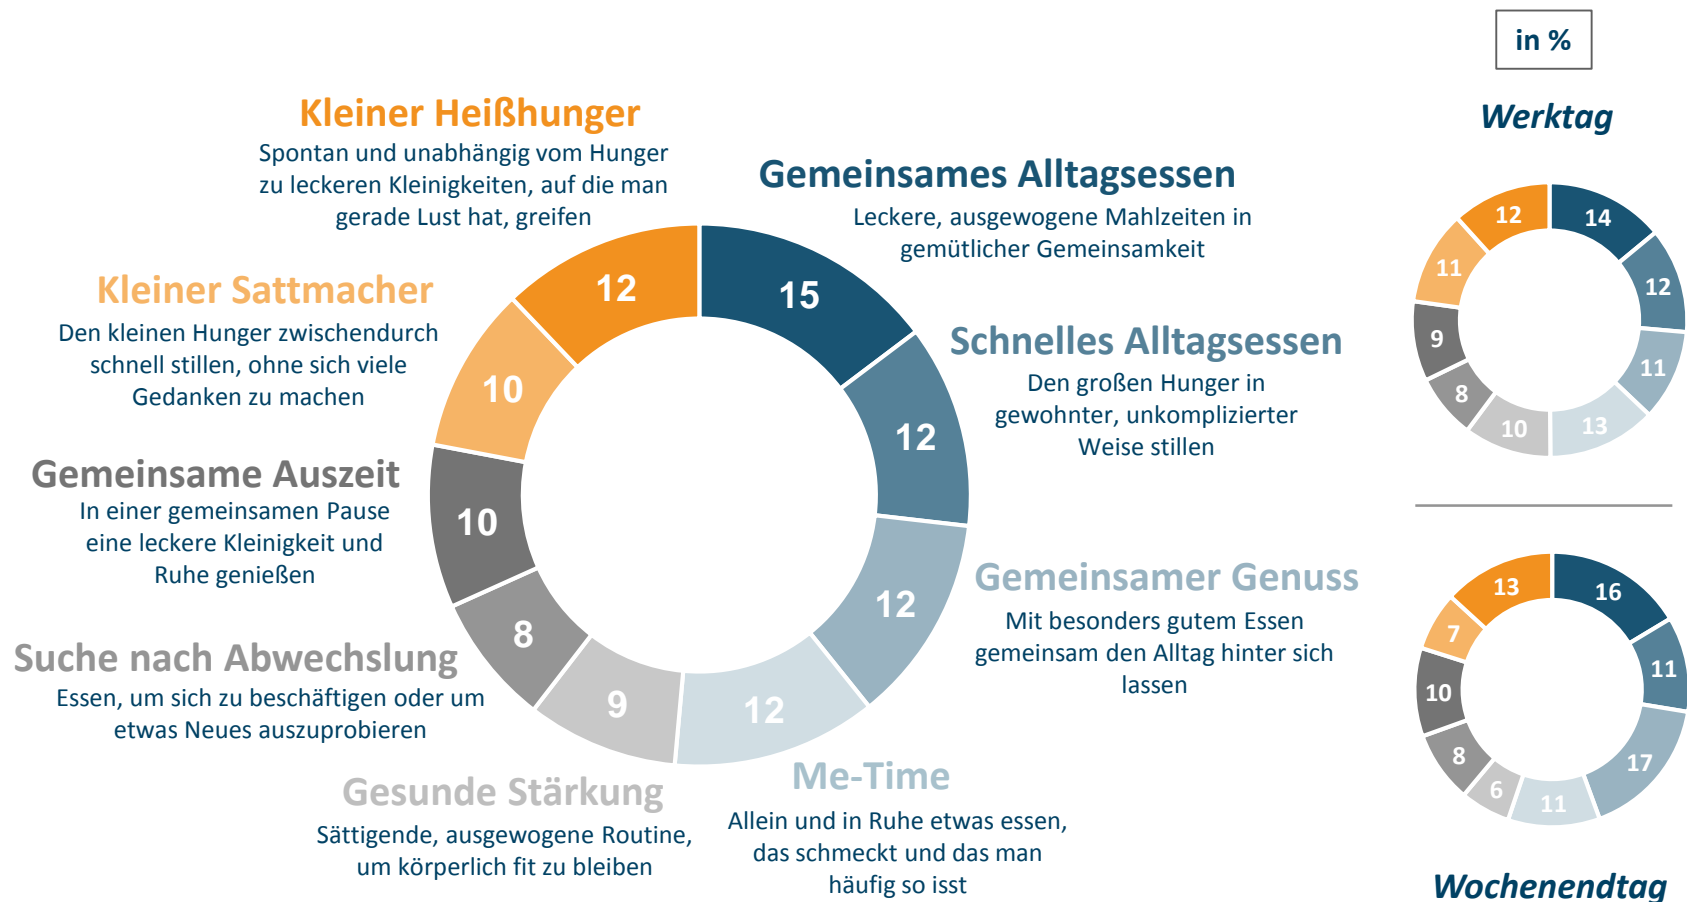 in %
Werktag
Kleiner Heißhunger
Spontan und unabhängig vom Hunger
zu leckeren Kleinigkeiten, auf die man
gerade Lust hat, greifen
Gemeinsames Alltagsessen
Leckere, ausgewogene Mahlzeiten in
gemütlicher Gemeinsamkeit
Kleiner Sattmacher
Den kleinen Hunger zwischendurch
schnell stillen, ohne sich viele
Gedanken zu machen
Schnelles Alltagsessen
Den großen Hunger in
gewohnter, unkomplizierter
Weise stillen
Gemeinsame Auszeit
In einer gemeinsamen Pause
eine leckere Kleinigkeit und
Ruhe genießen
Gemeinsamer Genuss
Mit besonders gutem Essen
gemeinsam den Alltag hinter sich
lassen
Suche nach Abwechslung
Essen, um sich zu beschäftigen oder um
etwas Neues auszuprobieren
Gesunde Stärkung
Sättigende, ausgewogene Routine,
um körperlich fit zu bleiben
Me-Time
Allein und in Ruhe etwas essen,
das schmeckt und das man
häufig so isst
15
12
12
12
9
8
10
10
12
14
12
11
13
10
8
9
11
12
16
11
17
11
6
8
10
7
13
Wochenendtag